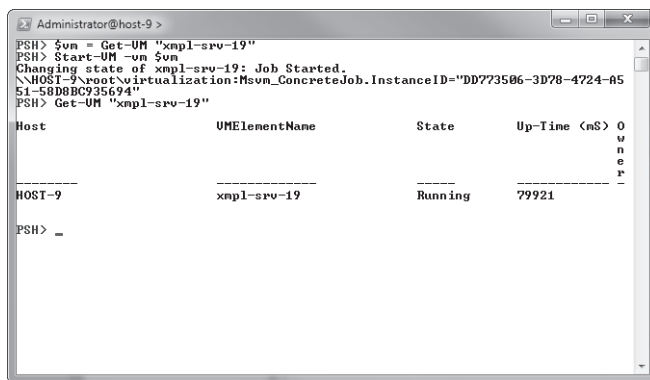 Administrator@host-9 >
PSH> $vm = Get-VM "xmpl-srv-19"
PSH> Start-VM -vm $vm
Changing state of xmpl-srv-19: Job Started.
\\HOST-9\root\virtualization:Msvm_ConcreteJob.InstanceID="DD773506-3D78-4724-A5
51-58D8BC935694"
PSH> Get-VM "xmpl-srv-19"
Host VMElementName State Up-Time (mS) O
w
n
e
r
-------- ------------- ----- ------------ -
HOST-9 xmpl-srv-19 Running 79921
PSH> _